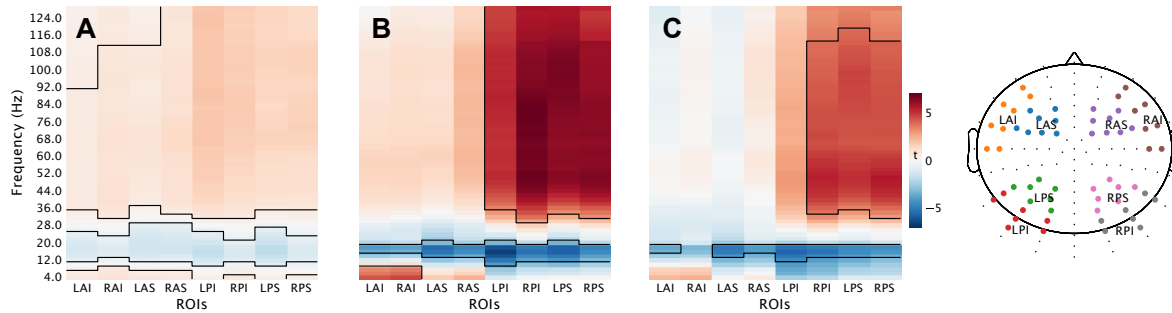 A
B
C
Frequency (Hz)
124.0
116.0
108.0
100.0
92.0
84.0
76.0
68.0
60.0
52.0
44.0
36.0
28.0
20.0
12.0
4.0
LAI RAI LAS RAS LPI RPI LPS RPS
ROIs
LAI RAI LAS RAS LPI RPI LPS RPS
ROIs
LAI RAI LAS RAS LPI RPI LPS RPS
ROIs
5
t 0
−5
LAI LAS RAS RAI
LPS RPS
LPI RPI